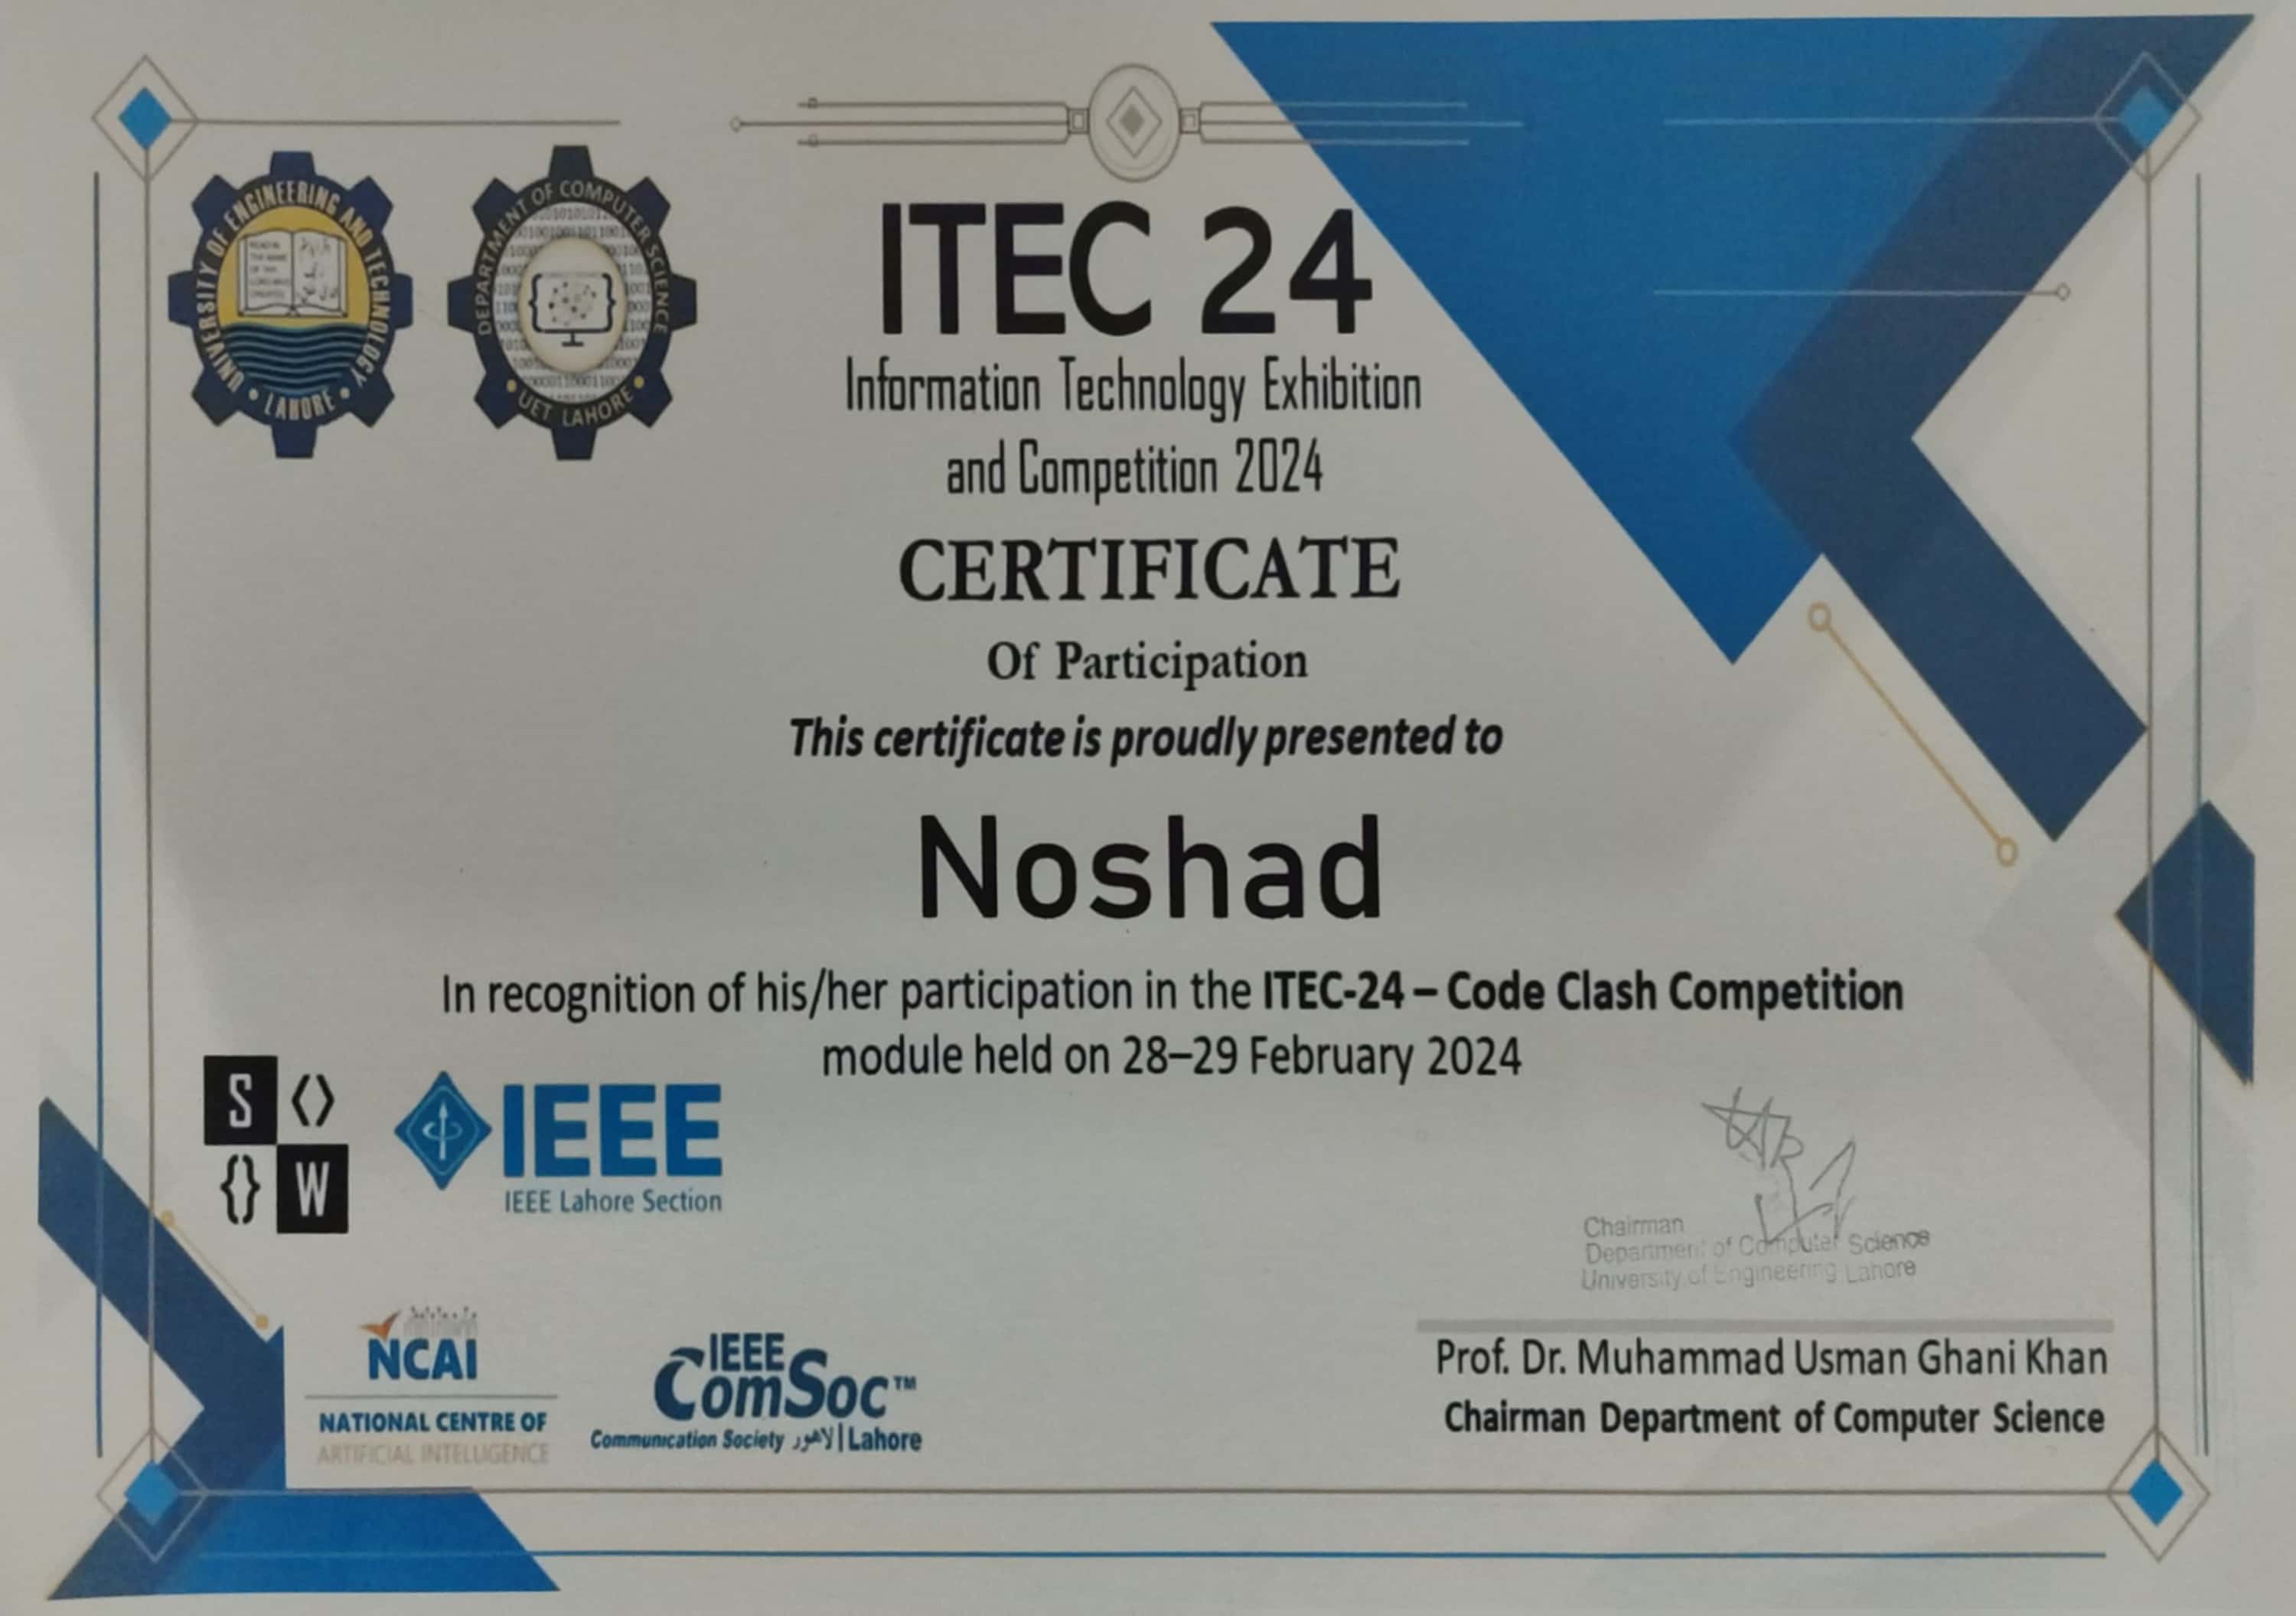 UNIVERSITY OF ENGINEERING AND TECHNOLOGY
• LAHORE •
DEPARTMENT OF COMPUTER SCIENCE
• UET LAHORE •
ITEC 24
Information Technology Exhibition
and Competition 2024
CERTIFICATE
Of Participation
This certificate is proudly presented to
Noshad
In recognition of his/her participation in the ITEC-24 – Code Clash Competition
module held on 28–29 February 2024
S <>
{} W
IEEE
IEEE Lahore Section
Chairman
Department of Computer Science
University of Engineering Lahore
NCAI
NATIONAL CENTRE OF
ARTIFICIAL INTELLIGENCE
IEEE
ComSoc™
Communication Society لاهور | Lahore
Prof. Dr. Muhammad Usman Ghani Khan
Chairman Department of Computer Science